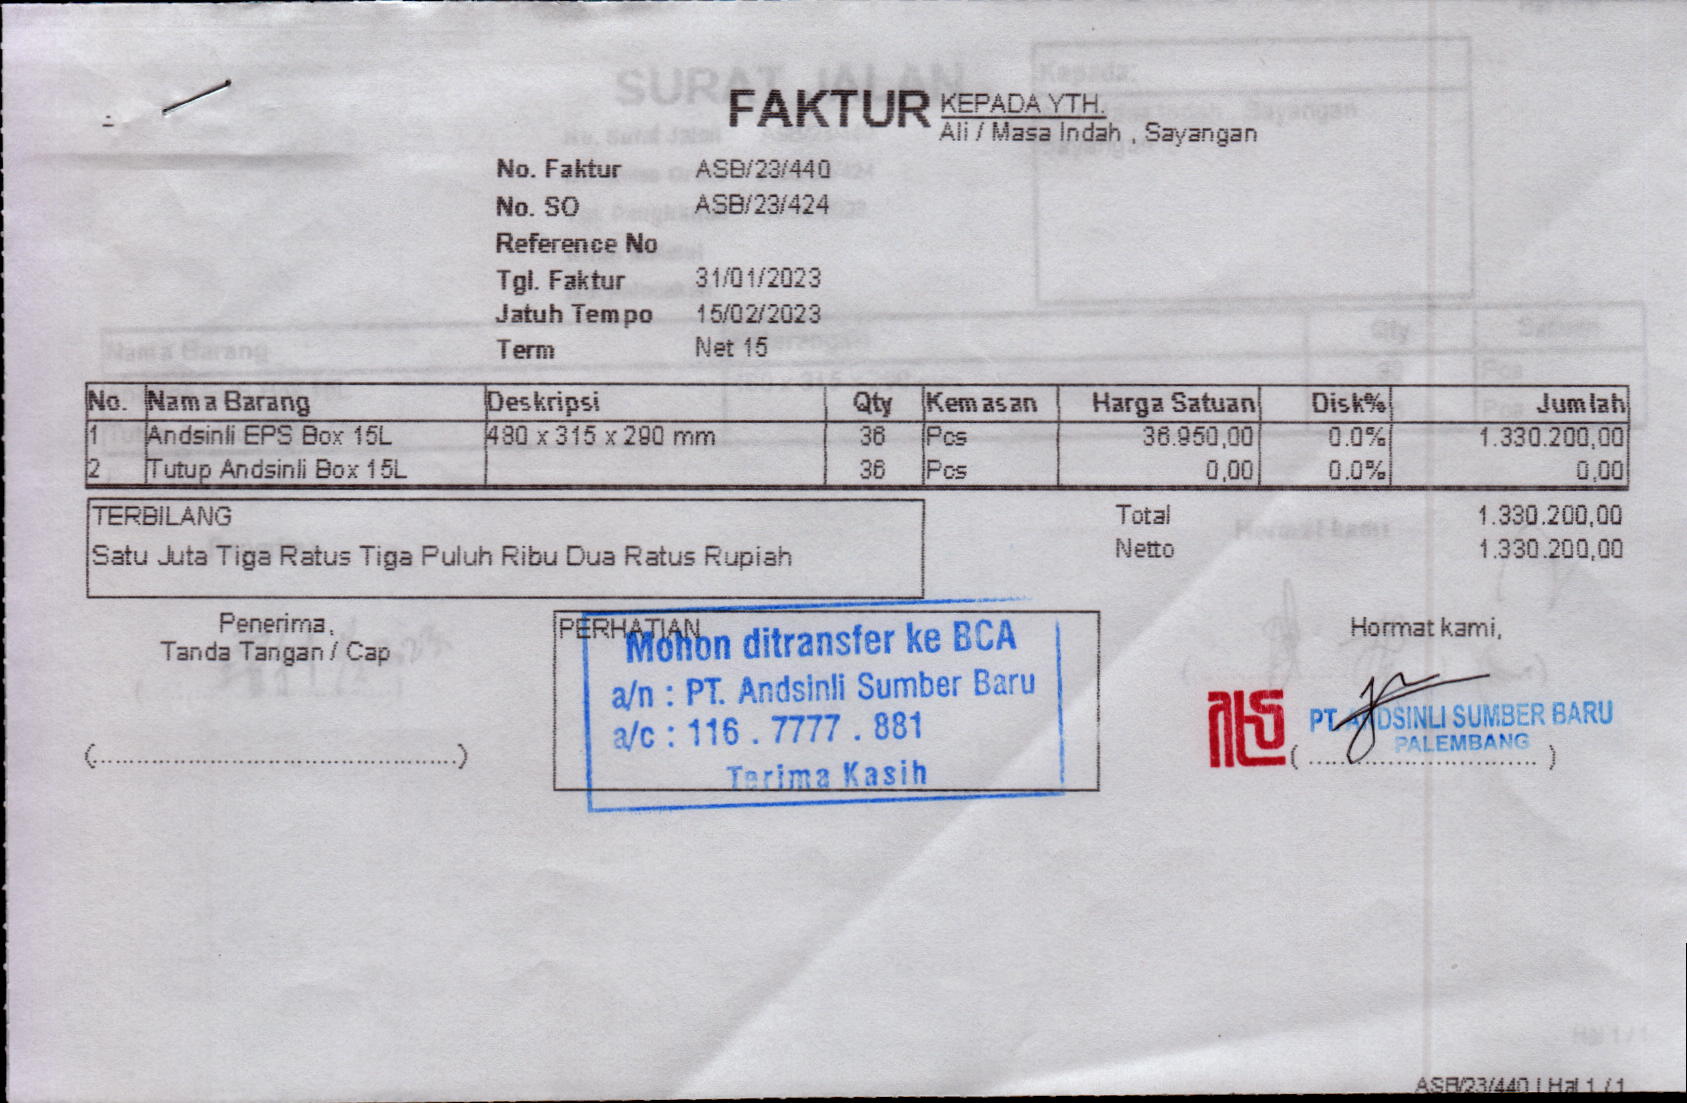 FAKTUR
KEPADA YTH.
Ali / Masa Indah , Sayangan
No. Faktur ASB/23/440
No. SO ASB/23/424
Reference No
Tgl. Faktur 31/01/2023
Jatuh Tempo 15/02/2023
Term Net 15
No. Nama Barang Deskripsi Qty Kemasan Harga Satuan Disk% Jumlah
1 Andsinli EPS Box 15L 480 x 315 x 290 mm 36 Pcs 36.950,00 0.0% 1.330.200,00
2 Tutup Andsinli Box 15L 36 Pcs 0,00 0.0% 0,00
TERBILANG
Satu Juta Tiga Ratus Tiga Puluh Ribu Dua Ratus Rupiah
Total 1.330.200,00
Netto 1.330.200,00
Penerima,
Tanda Tangan / Cap
(............................................)
PERHATIAN
Mohon ditransfer ke BCA
a/n : PT. Andsinli Sumber Baru
a/c : 116 . 7777 . 881
Terima Kasih
Hormat kami,
PT. ANDSINLI SUMBER BARU
PALEMBANG
( ............................ )
ASB/23/440 | Hal 1 / 1